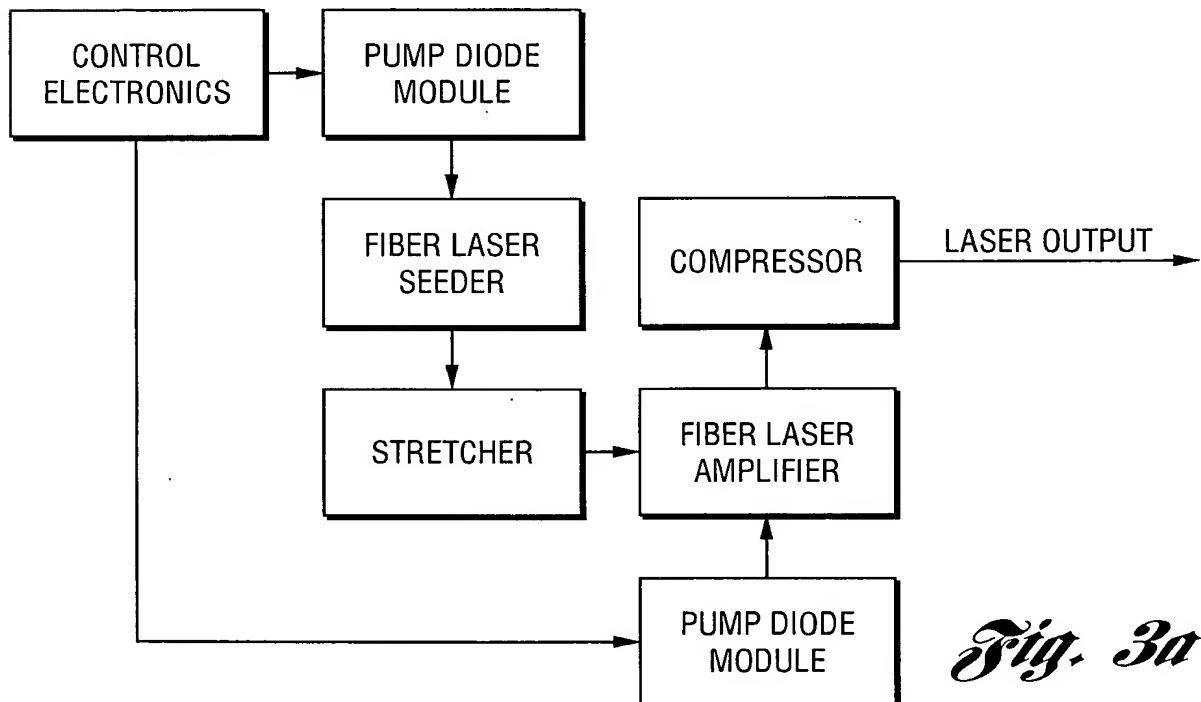 CONTROL
ELECTRONICS
PUMP DIODE
MODULE
FIBER LASER
SEEDER
COMPRESSOR
LASER OUTPUT
STRETCHER
FIBER LASER
AMPLIFIER
PUMP DIODE
MODULE
Fig. 3a